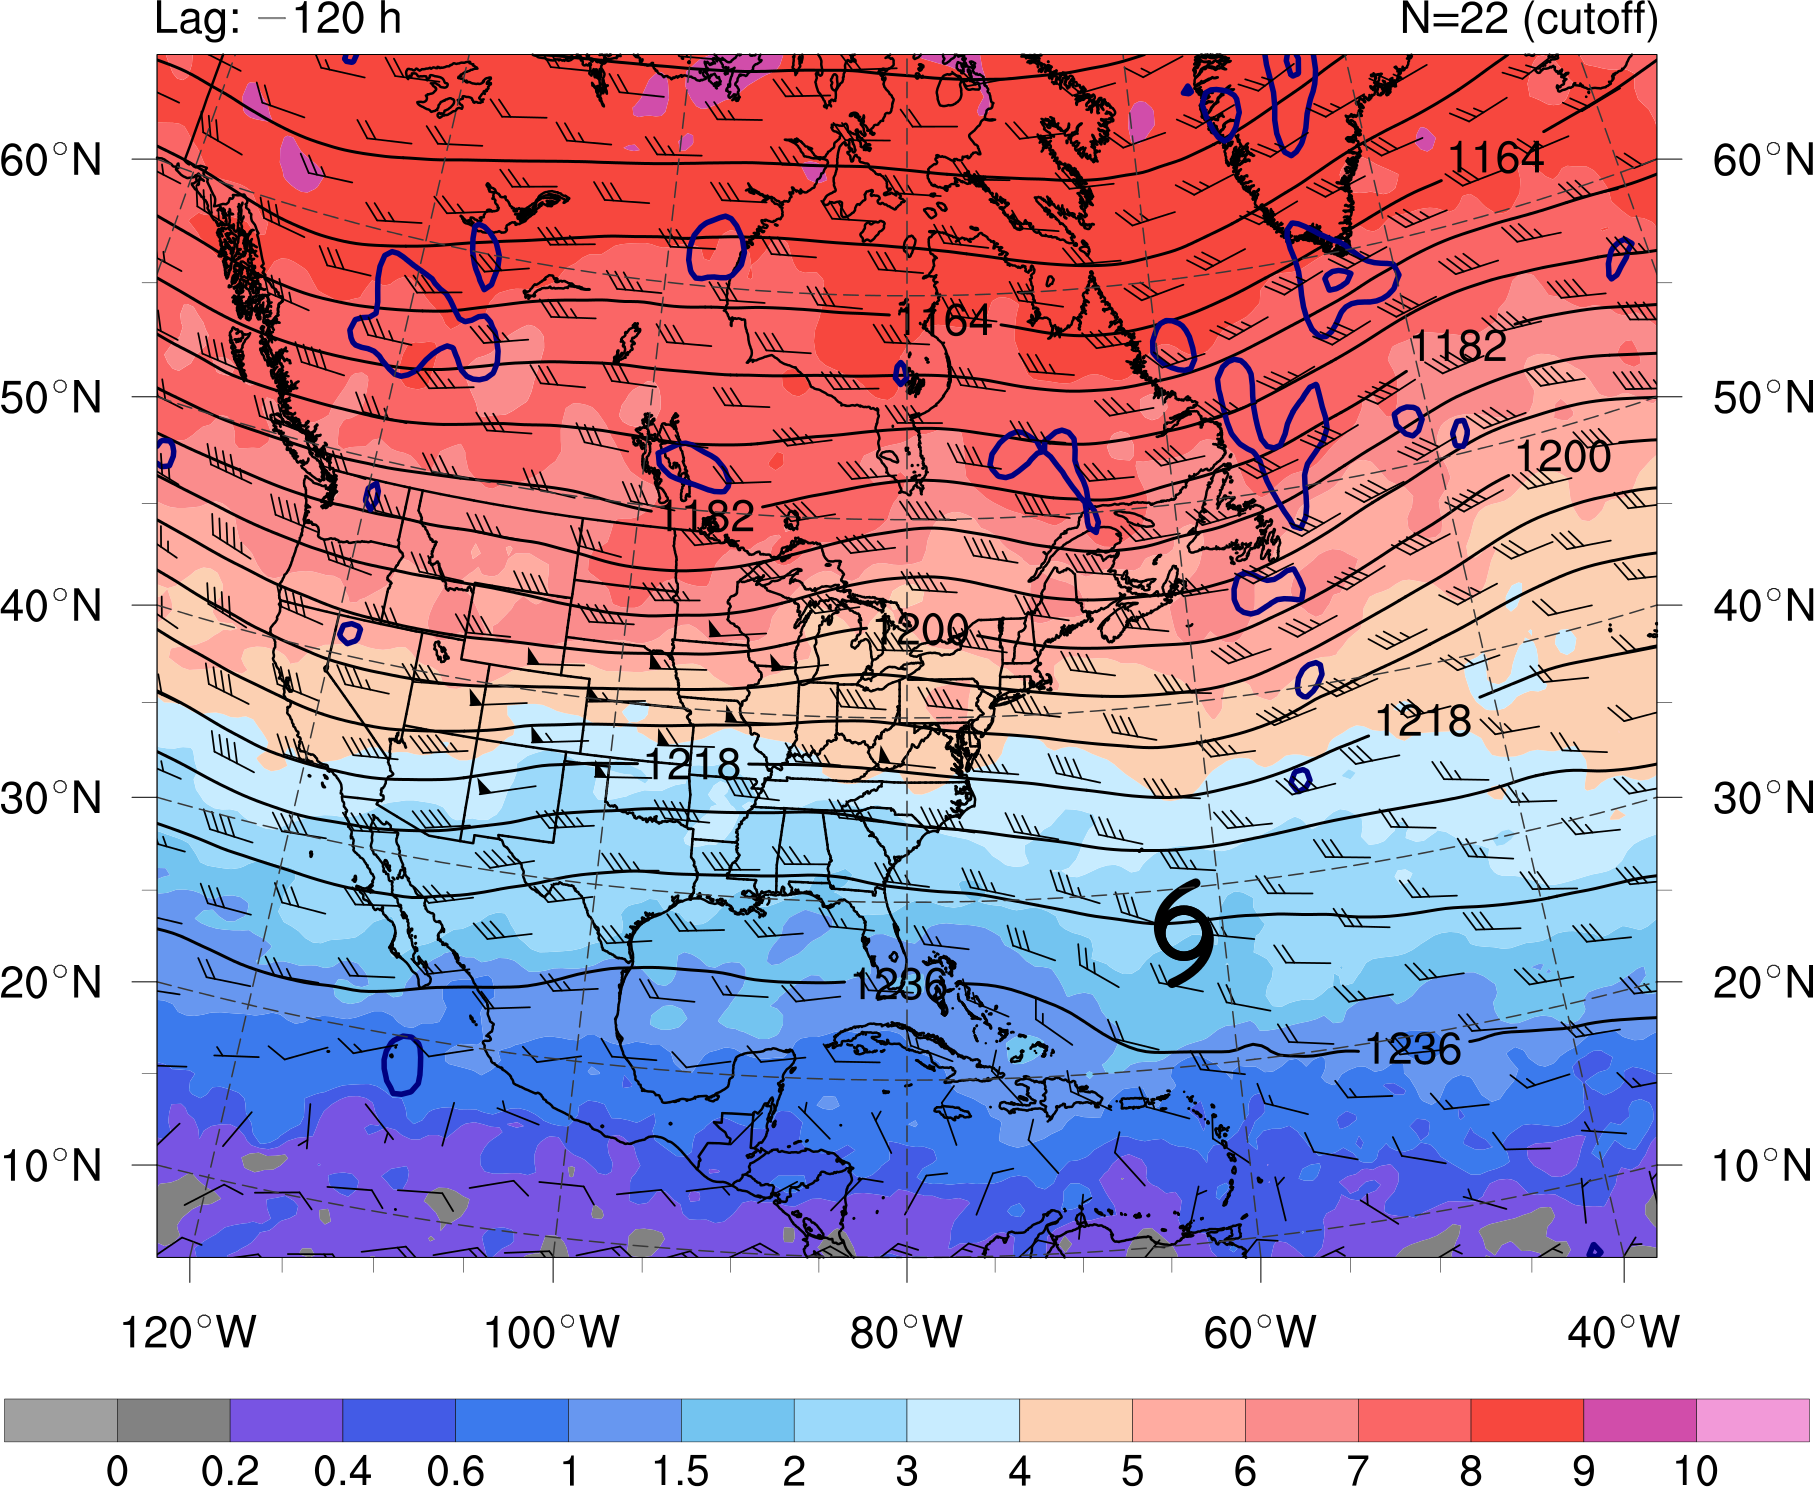 Lag: −120 h
N=22 (cutoff)
60°N
1164
60°N
1164
1182
50°N
50°N
1200
1182
40°N
1200
40°N
1218
1218
30°N
30°N
1236
20°N
20°N
1236
10°N
10°N
120°W 100°W 80°W 60°W 40°W
0 0.2 0.4 0.6 1 1.5 2 3 4 5 6 7 8 9 10